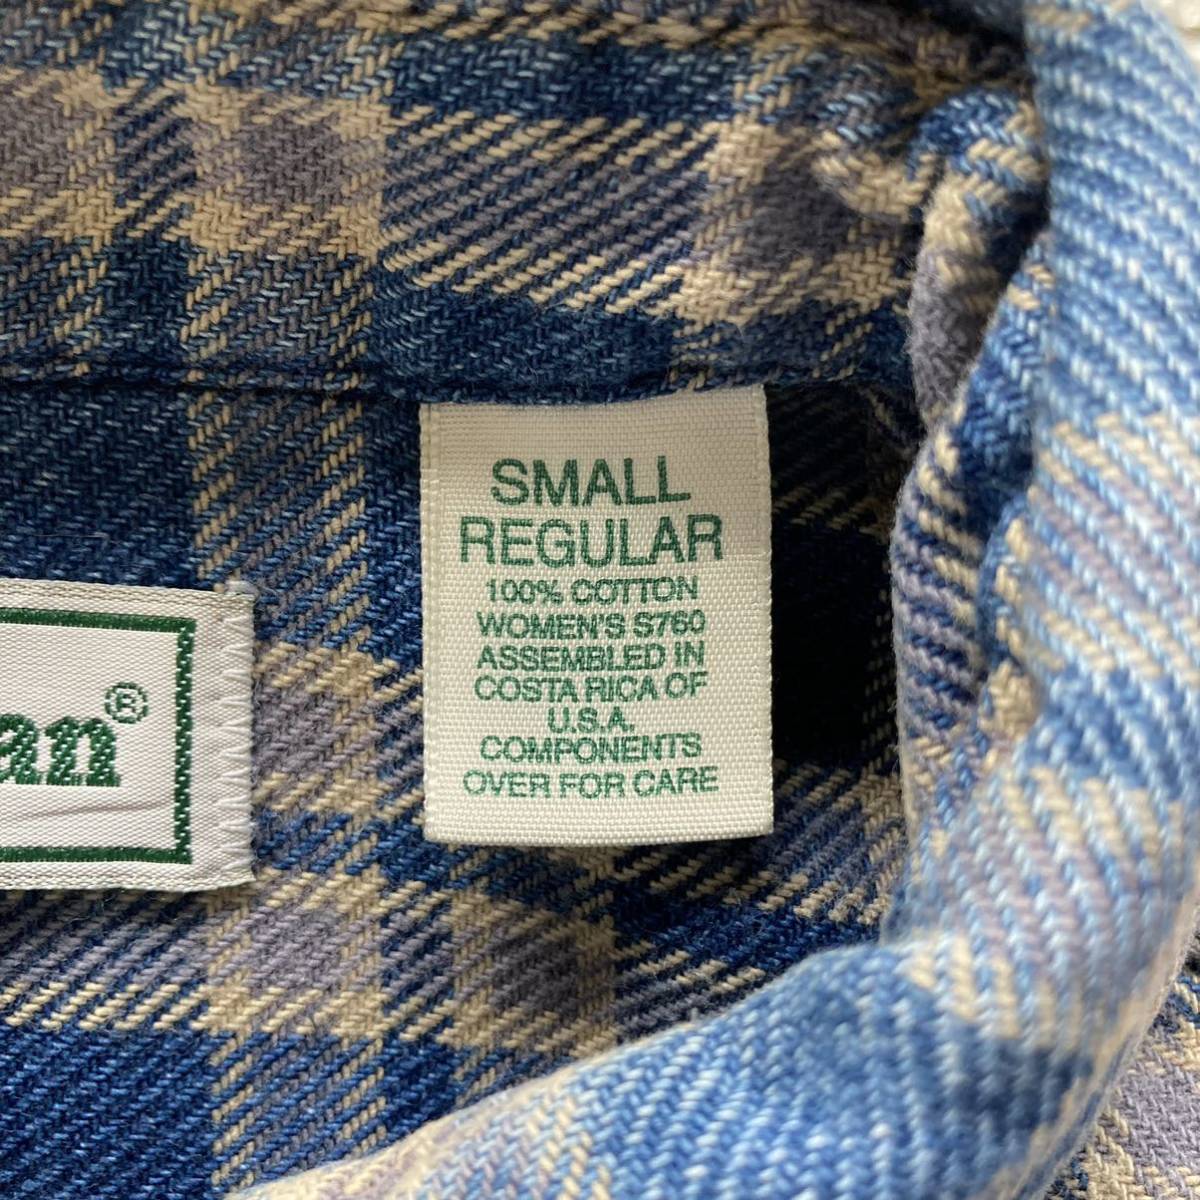 SMALL
REGULAR
100% COTTON
WOMEN'S S760
ASSEMBLED IN
COSTA RICA OF
U.S.A.
COMPONENTS
OVER FOR CARE
an®